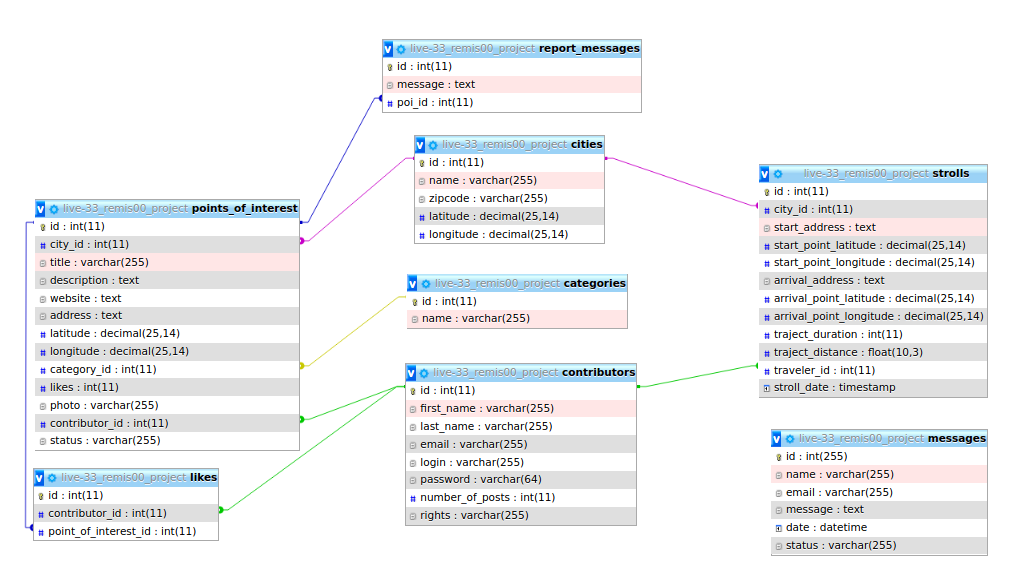 live-33_remis00_project report_messages
id : int(11)
message : text
poi_id : int(11)
live-33_remis00_project cities
id : int(11)
name : varchar(255)
zipcode : varchar(255)
latitude : decimal(25,14)
longitude : decimal(25,14)
live-33_remis00_project strolls
id : int(11)
city_id : int(11)
start_address : text
start_point_latitude : decimal(25,14)
start_point_longitude : decimal(25,14)
arrival_address : text
arrival_point_latitude : decimal(25,14)
arrival_point_longitude : decimal(25,14)
traject_duration : int(11)
traject_distance : float(10,3)
traveler_id : int(11)
stroll_date : timestamp
live-33_remis00_project points_of_interest
id : int(11)
city_id : int(11)
title : varchar(255)
description : text
website : text
address : text
latitude : decimal(25,14)
longitude : decimal(25,14)
category_id : int(11)
likes : int(11)
photo : varchar(255)
contributor_id : int(11)
status : varchar(255)
live-33_remis00_project categories
id : int(11)
name : varchar(255)
live-33_remis00_project contributors
id : int(11)
first_name : varchar(255)
last_name : varchar(255)
email : varchar(255)
login : varchar(255)
password : varchar(64)
number_of_posts : int(11)
rights : varchar(255)
live-33_remis00_project messages
id : int(255)
name : varchar(255)
email : varchar(255)
message : text
date : datetime
status : varchar(255)
live-33_remis00_project likes
id : int(11)
contributor_id : int(11)
point_of_interest_id : int(11)